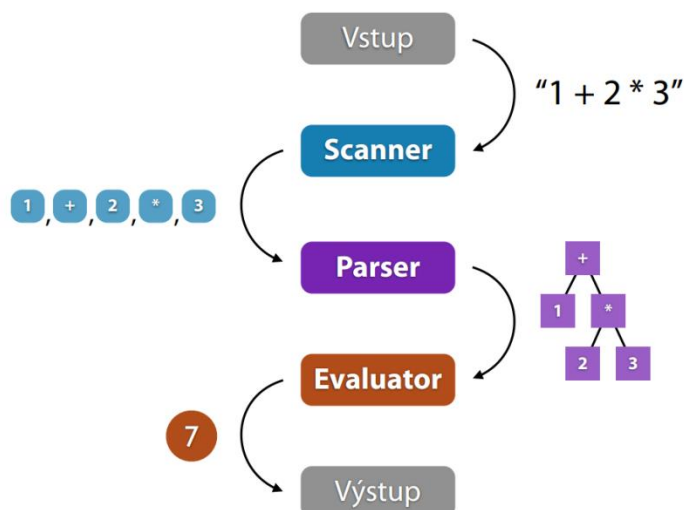 Vstup
“1 + 2 * 3”
Scanner
1 , + , 2 , * , 3
Parser
+
1 *
2 3
Evaluator
7
Výstup